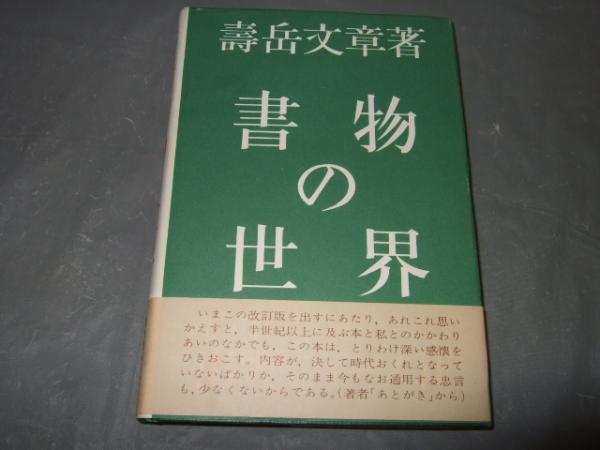 壽岳文章著
書物
の
世界
いまこの改訂版を出すにあたり，あれこれ思い
かえすと，半世紀以上に及ぶ本と私とのかかわり
あいのなかでも，この本は，とりわけ深い感懐を
ひきおこす。内容が，決して時代おくれとなって
いないばかりか，そのまま今もなお通用する忠言
も，少なくないからである。（著者「あとがき」から）